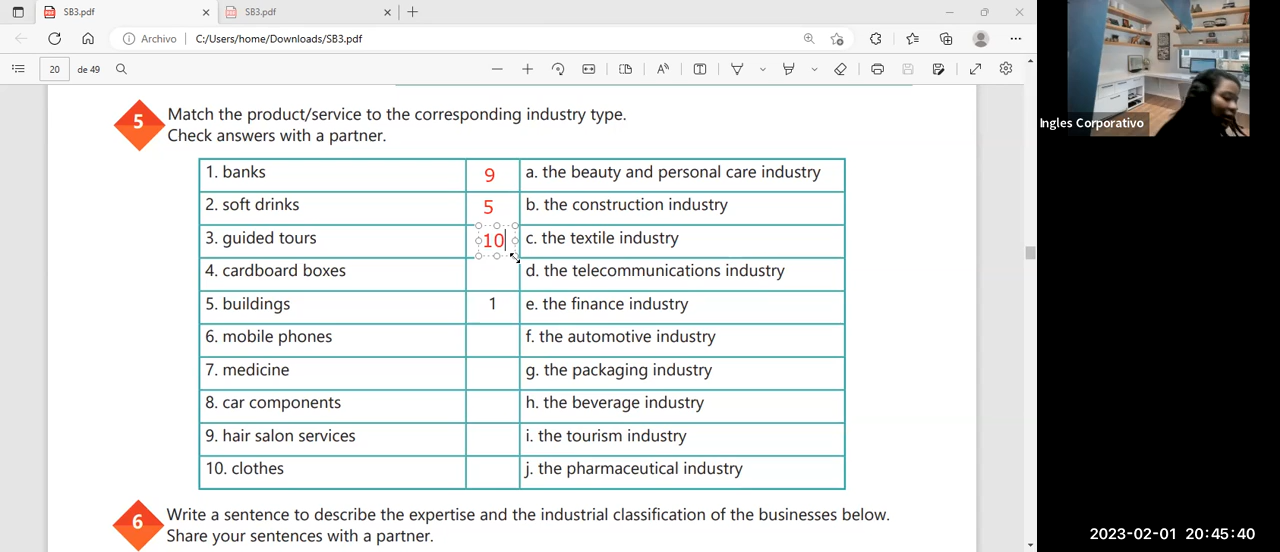 SB3.pdf
SB3.pdf
Archivo C:/Users/home/Downloads/SB3.pdf
20 de 49
5 Match the product/service to the corresponding industry type.
Check answers with a partner.
1. banks 9 a. the beauty and personal care industry
2. soft drinks 5 b. the construction industry
3. guided tours 10 c. the textile industry
4. cardboard boxes d. the telecommunications industry
5. buildings 1 e. the finance industry
6. mobile phones f. the automotive industry
7. medicine g. the packaging industry
8. car components h. the beverage industry
9. hair salon services i. the tourism industry
10. clothes j. the pharmaceutical industry
6 Write a sentence to describe the expertise and the industrial classification of the businesses below.
Share your sentences with a partner.
Ingles Corporativo
2023-02-01 20:45:40